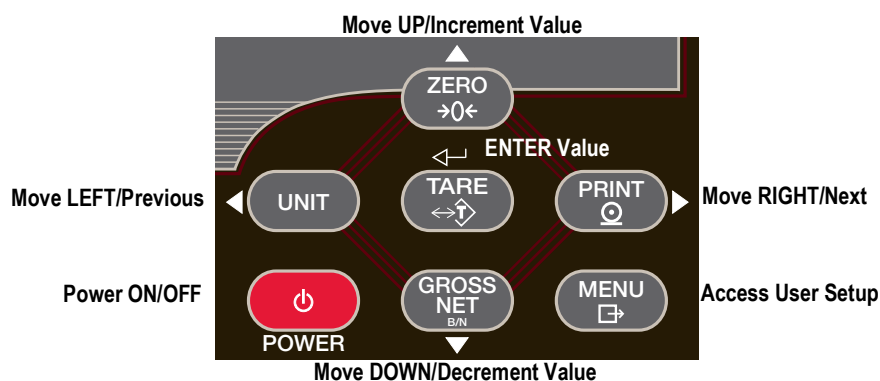 Move UP/Increment Value
ZERO
→0←
ENTER Value
Move LEFT/Previous
UNIT
TARE
T
PRINT
Move RIGHT/Next
Power ON/OFF
POWER
GROSS
NET
B/N
MENU
Access User Setup
Move DOWN/Decrement Value